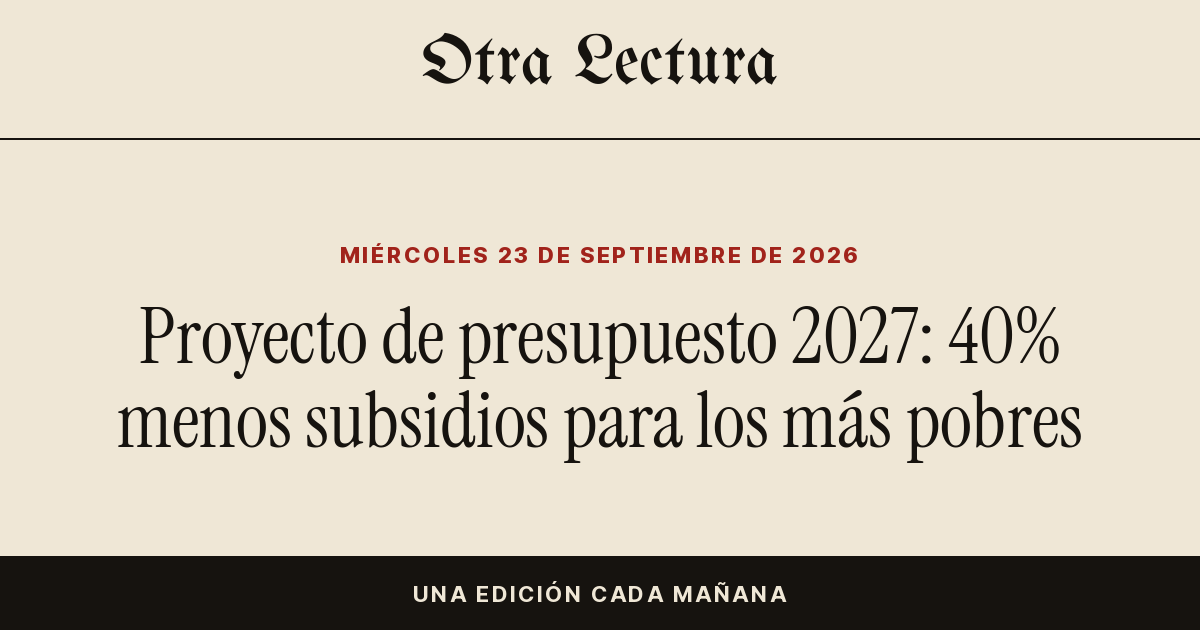 Otra Lectura
MIÉRCOLES 23 DE SEPTIEMBRE DE 2026
Proyecto de presupuesto 2027: 40%
menos subsidios para los más pobres
UNA EDICIÓN CADA MAÑANA